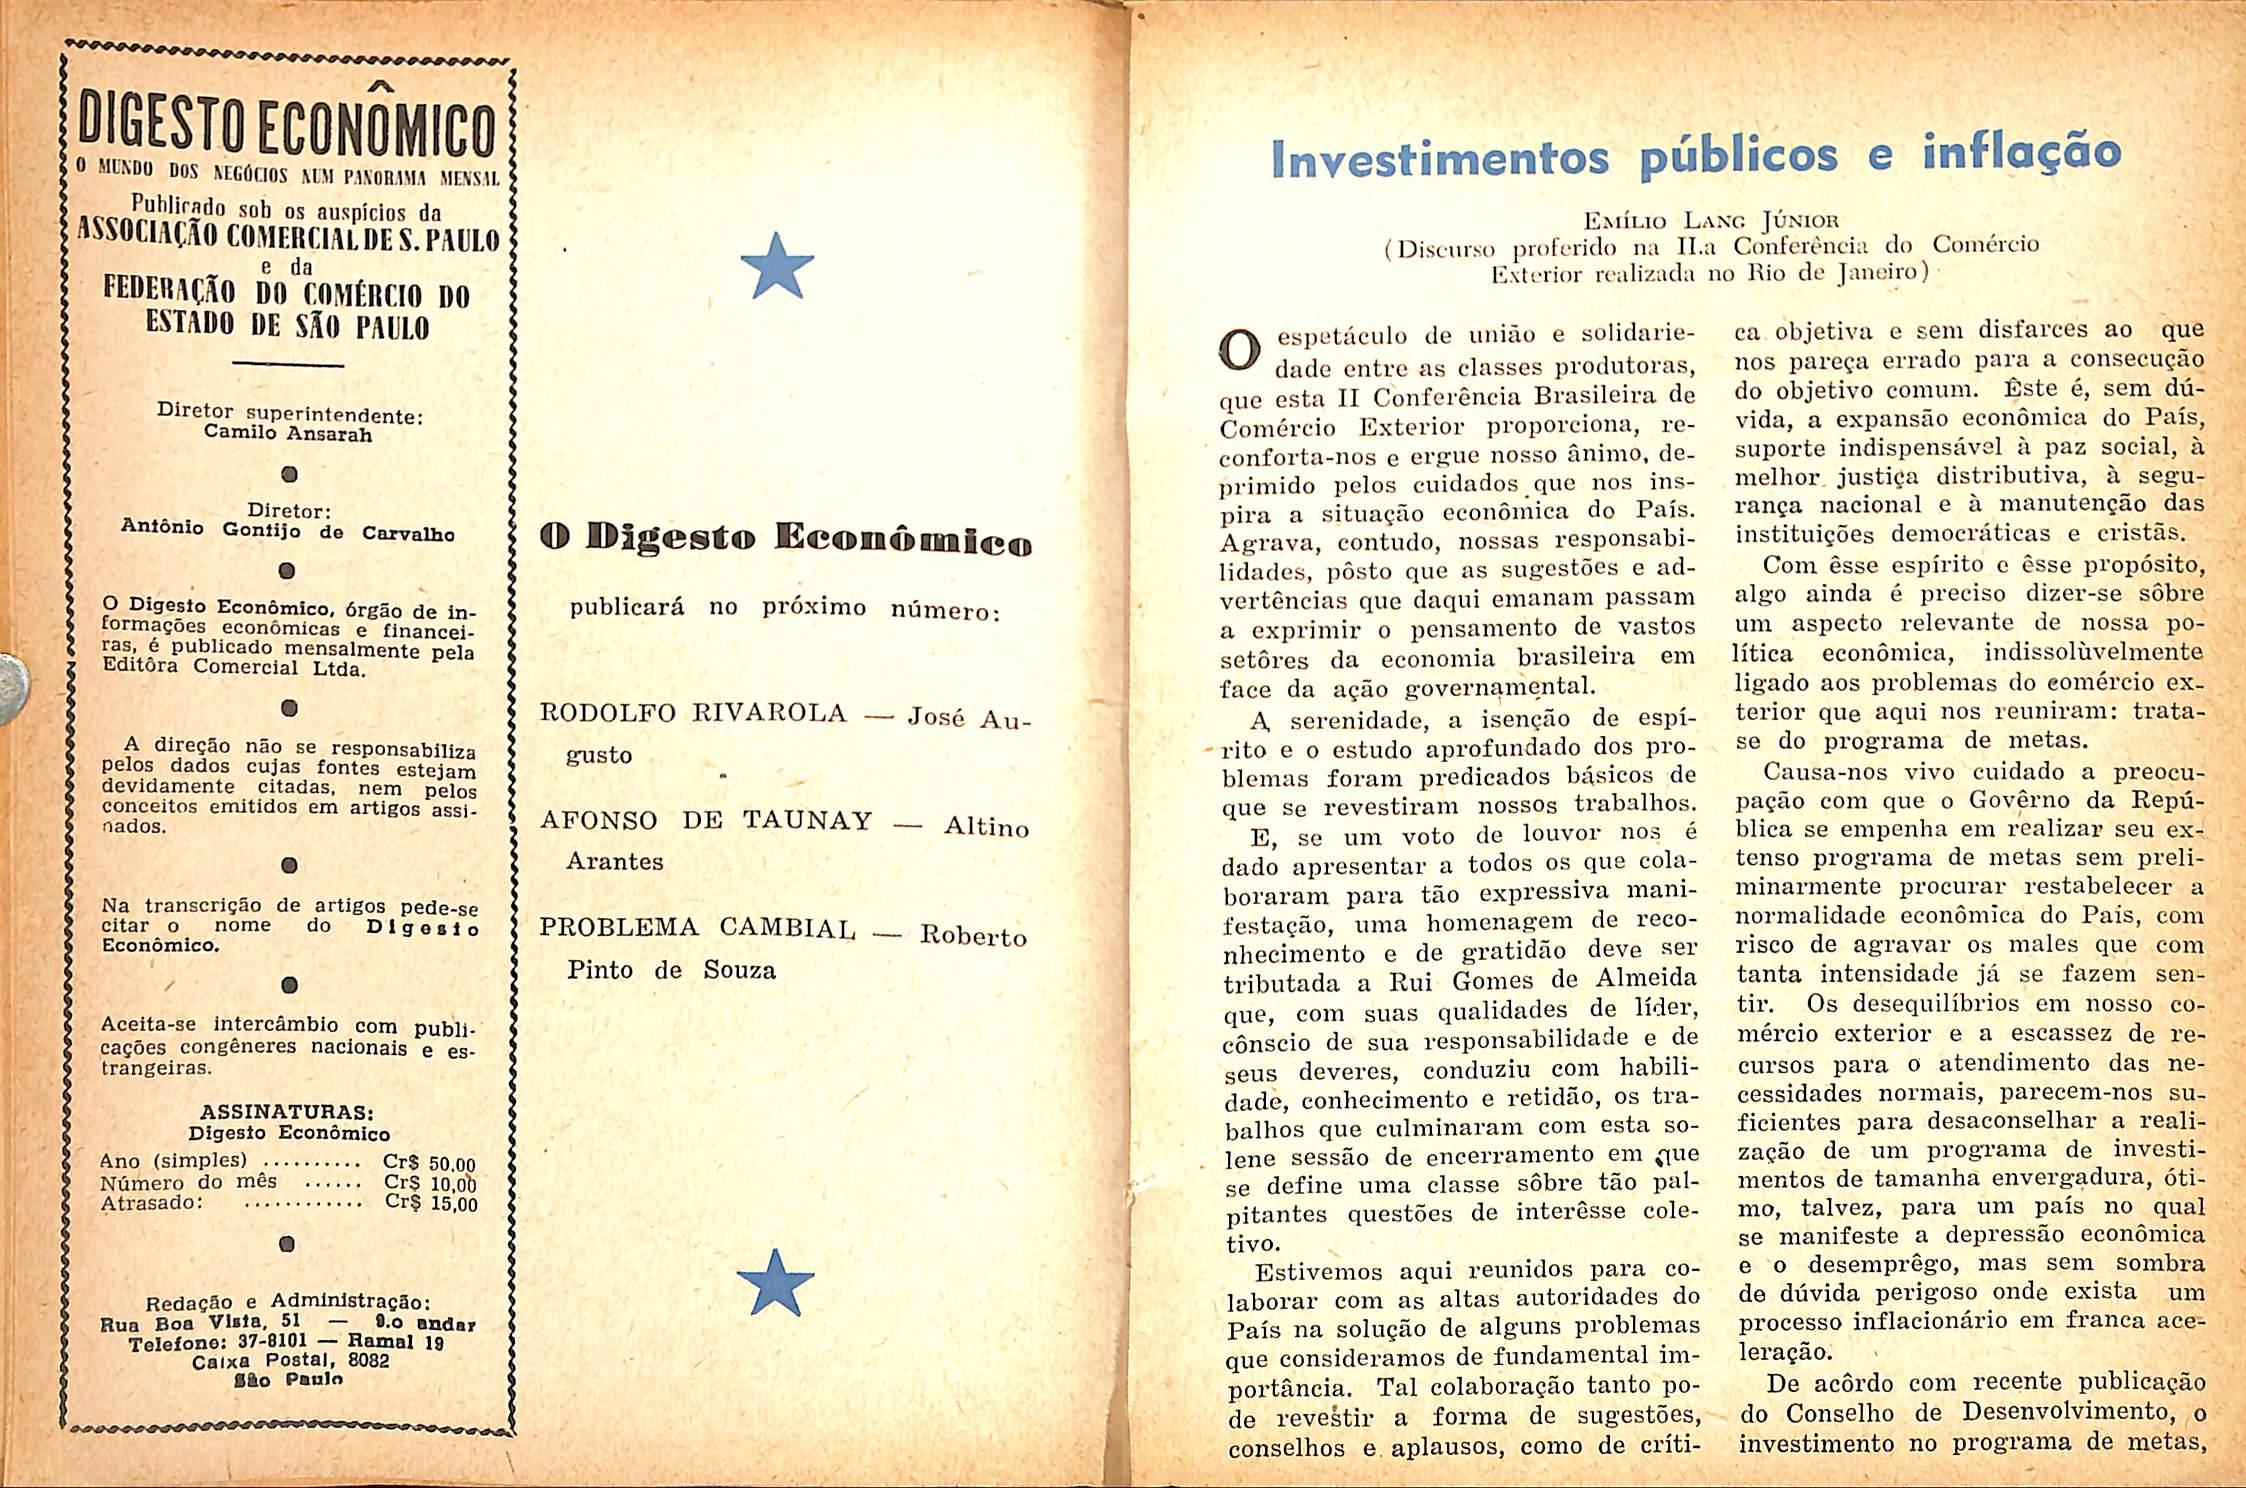 DIGESTO ECONÔMICO
O MUNDO DOS NEGÓCIOS NUM PANORAMA MENSAL
Publicado sob os auspícios da
ASSOCIAÇÃO COMERCIAL DE S. PAULO
e da
FEDERAÇÃO DO COMÉRCIO DO
ESTADO DE SÃO PAULO
Diretor superintendente:
Camilo Ansarah
Diretor:
Antônio Gontijo de Carvalho
O Digesto Econômico, órgão de in-
formações econômicas e financei-
ras, é publicado mensalmente pela
Editôra Comercial Ltda.
A direção não se responsabiliza
pelos dados cujas fontes estejam
devidamente citadas, nem pelos
conceitos emitidos em artigos assi-
nados.
Na transcrição de artigos pede-se
citar o nome do Digesto
Econômico.
Aceita-se intercâmbio com publi-
cações congêneres nacionais e es-
trangeiras.
ASSINATURAS:
Digesto Econômico
Ano (simples) .......... Cr$ 50,00
Número do mês ...... Cr$ 10,00
Atrasado: ............ Cr$ 15,00
Redação e Administração:
Rua Boa Vista, 51 — 9.o andar
Telefone: 37-8101 — Ramal 19
Caixa Postal, 8082
São Paulo
O Digesto Econômico
publicará no próximo número:
RODOLFO RIVAROLA — José Au-
gusto
AFONSO DE TAUNAY — Altino
Arantes
PROBLEMA CAMBIAL — Roberto
Pinto de Souza
Investimentos públicos e inflação
EMÍLIO LANG JÚNIOR
(Discurso proferido na II.a Conferência do Comércio
Exterior realizada no Rio de Janeiro)
O espetáculo de união e solidarie-
dade entre as classes produtoras,
que esta II Conferência Brasileira de
Comércio Exterior proporciona, re-
conforta-nos e ergue nosso ânimo, de-
primido pelos cuidados que nos ins-
pira a situação econômica do País.
Agrava, contudo, nossas responsabi-
lidades, pôsto que as sugestões e ad-
vertências que daqui emanam passam
a exprimir o pensamento de vastos
setôres da economia brasileira em
face da ação governamental.
A serenidade, a isenção de espí-
rito e o estudo aprofundado dos pro-
blemas foram predicados básicos de
que se revestiram nossos trabalhos.
E, se um voto de louvor nos é
dado apresentar a todos os que cola-
boraram para tão expressiva mani-
festação, uma homenagem de reco-
nhecimento e de gratidão deve ser
tributada a Rui Gomes de Almeida
que, com suas qualidades de líder,
cônscio de sua responsabilidade e de
seus deveres, conduziu com habili-
dade, conhecimento e retidão, os tra-
balhos que culminaram com esta so-
lene sessão de encerramento em que
se define uma classe sôbre tão pal-
pitantes questões de interêsse cole-
tivo.
Estivemos aqui reunidos para co-
laborar com as altas autoridades do
País na solução de alguns problemas
que consideramos de fundamental im-
portância. Tal colaboração tanto po-
de revestir a forma de sugestões,
conselhos e aplausos, como de críti-
ca objetiva e sem disfarces ao que
nos pareça errado para a consecução
do objetivo comum. Êste é, sem dú-
vida, a expansão econômica do País,
suporte indispensável à paz social, à
melhor justiça distributiva, à segu-
rança nacional e à manutenção das
instituições democráticas e cristãs.
Com êsse espírito e êsse propósito,
algo ainda é preciso dizer-se sôbre
um aspecto relevante de nossa po-
lítica econômica, indissolùvelmente
ligado aos problemas do comércio ex-
terior que aqui nos reuniram: trata-
se do programa de metas.
Causa-nos vivo cuidado a preocu-
pação com que o Govêrno da Repú-
blica se empenha em realizar seu ex-
tenso programa de metas sem preli-
minarmente procurar restabelecer a
normalidade econômica do País, com
risco de agravar os males que com
tanta intensidade já se fazem sen-
tir. Os desequilíbrios em nosso co-
mércio exterior e a escassez de re-
cursos para o atendimento das ne-
cessidades normais, parecem-nos su-
ficientes para desaconselhar a reali-
zação de um programa de investi-
mentos de tamanha envergadura, óti-
mo, talvez, para um país no qual
se manifeste a depressão econômica
e o desemprêgo, mas sem sombra
de dúvida perigoso onde exista um
processo inflacionário em franca ace-
leração.
De acôrdo com recente publicação
do Conselho de Desenvolvimento, o
investimento no programa de metas,